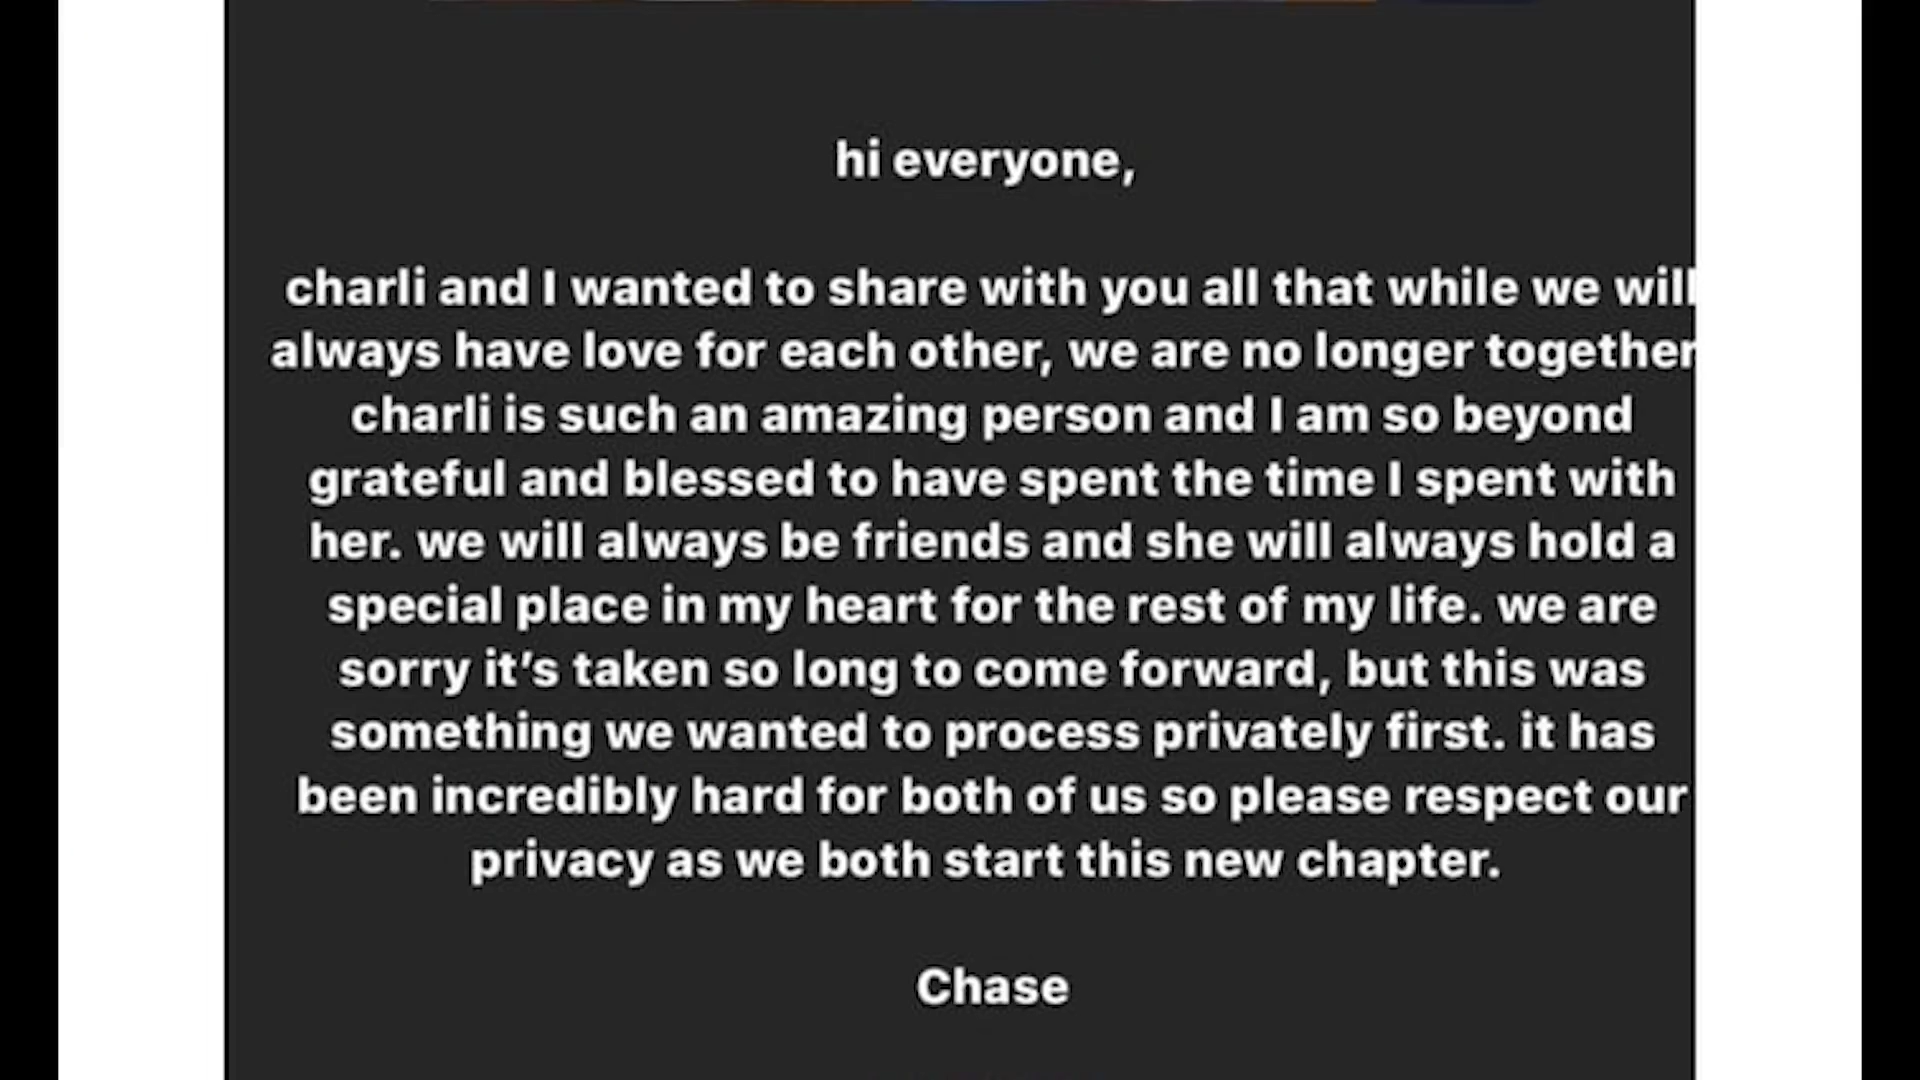 hi everyone,
charli and I wanted to share with you all that while we will
always have love for each other, we are no longer together
charli is such an amazing person and I am so beyond
grateful and blessed to have spent the time I spent with
her. we will always be friends and she will always hold a
special place in my heart for the rest of my life. we are
sorry it’s taken so long to come forward, but this was
something we wanted to process privately first. it has
been incredibly hard for both of us so please respect our
privacy as we both start this new chapter.
Chase